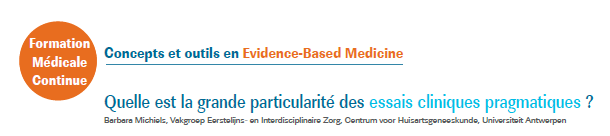 Formation
Médicale
Continue
Concepts et outils en Evidence-Based Medicine
Quelle est la grande particularité des essais cliniques pragmatiques ?
Barbara Michiels, Vakgroep Eerstelijns- en Interdisciplinaire Zorg, Centrum voor Huisartsgeneeskunde, Universiteit Antwerpen